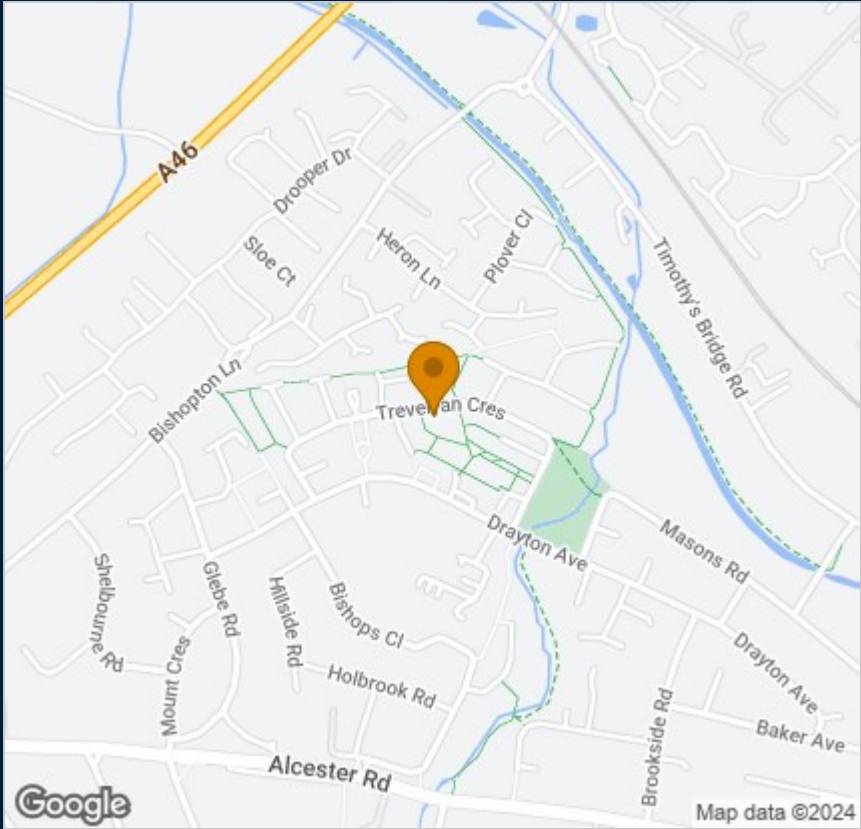 A46
Drooper Dr
Sloe Ct
Heron Ln
Plover Cl
Timothy's Bridge Rd
Bishopton Ln
Trevelyan Cres
Drayton Ave
Masons Rd
Shelbourne Rd
Glebe Rd
Hillside Rd
Bishops Cl
Mount Cres
Holbrook Rd
Drayton Ave
Brookside Rd
Baker Ave
Alcester Rd
Google
Map data ©2024